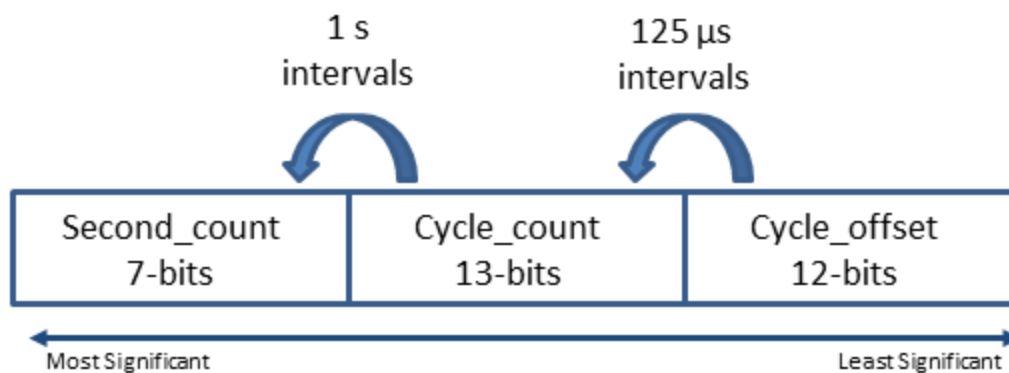 1 s
intervals
125 µs
intervals
Second_count
7-bits
Cycle_count
13-bits
Cycle_offset
12-bits
Most Significant
Least Significant